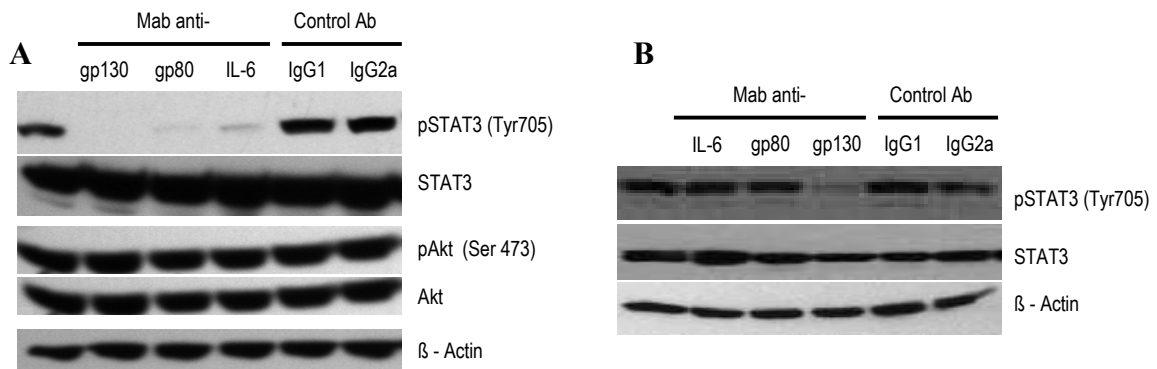 A
Mab anti-
Control Ab
gp130 gp80 IL-6 IgG1 IgG2a
pSTAT3 (Tyr705)
STAT3
pAkt (Ser 473)
Akt
ß - Actin
B
Mab anti-
Control Ab
IL-6 gp80 gp130 IgG1 IgG2a
pSTAT3 (Tyr705)
STAT3
ß - Actin